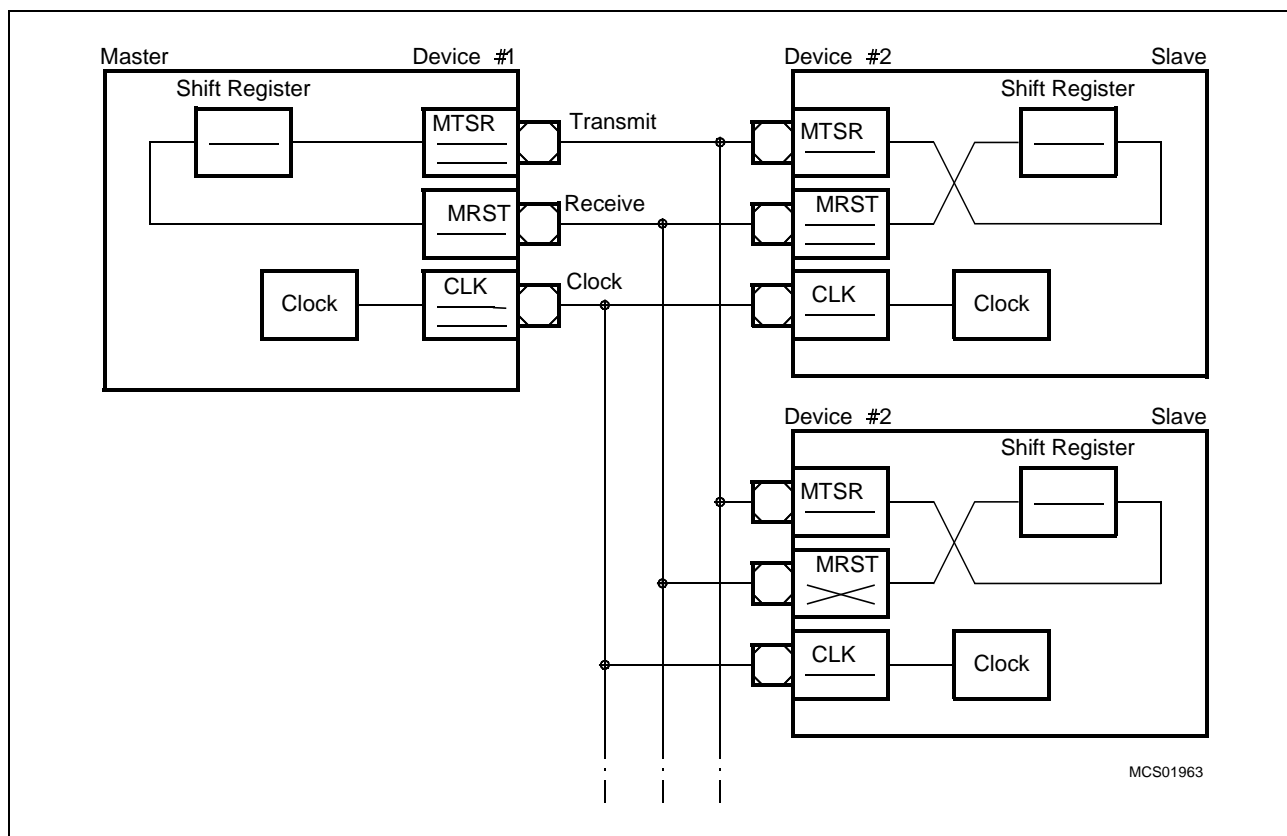 Master Device #1
Shift Register
MTSR
Transmit
MRST
Receive
CLK
Clock
Clock
Device #2 Slave
Shift Register
MTSR
MRST
CLK
Clock
Device #2 Slave
Shift Register
MTSR
MRST
CLK
Clock
MCS01963